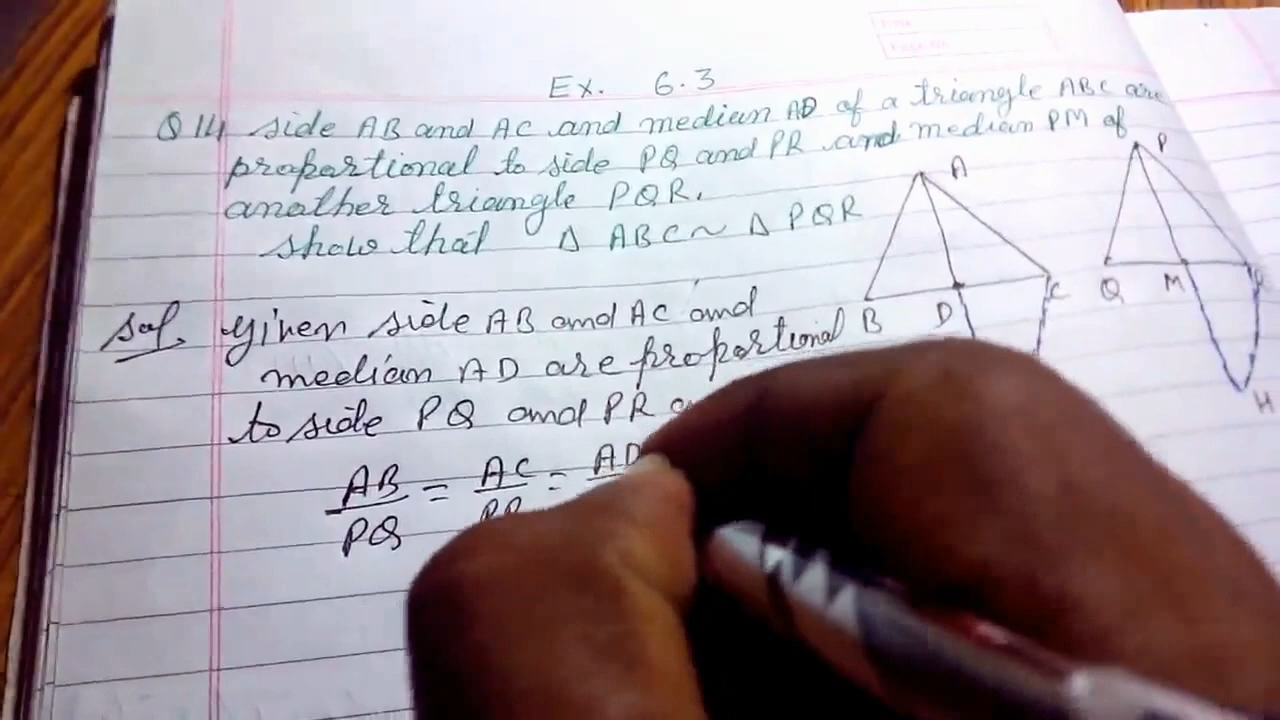 Ex. 6.3
Q 14 side AB and AC and median AD of a triangle ABC are
proportional to side PQ and PR and median PM of
another triangle PQR.
show that Δ ABC ~ Δ PQR
A
B
D
C
P
Q
M
R
H
Sol. Given side AB and AC and
median AD are proportional
to side PQ and PR
AB/PQ = AC/PR = AD